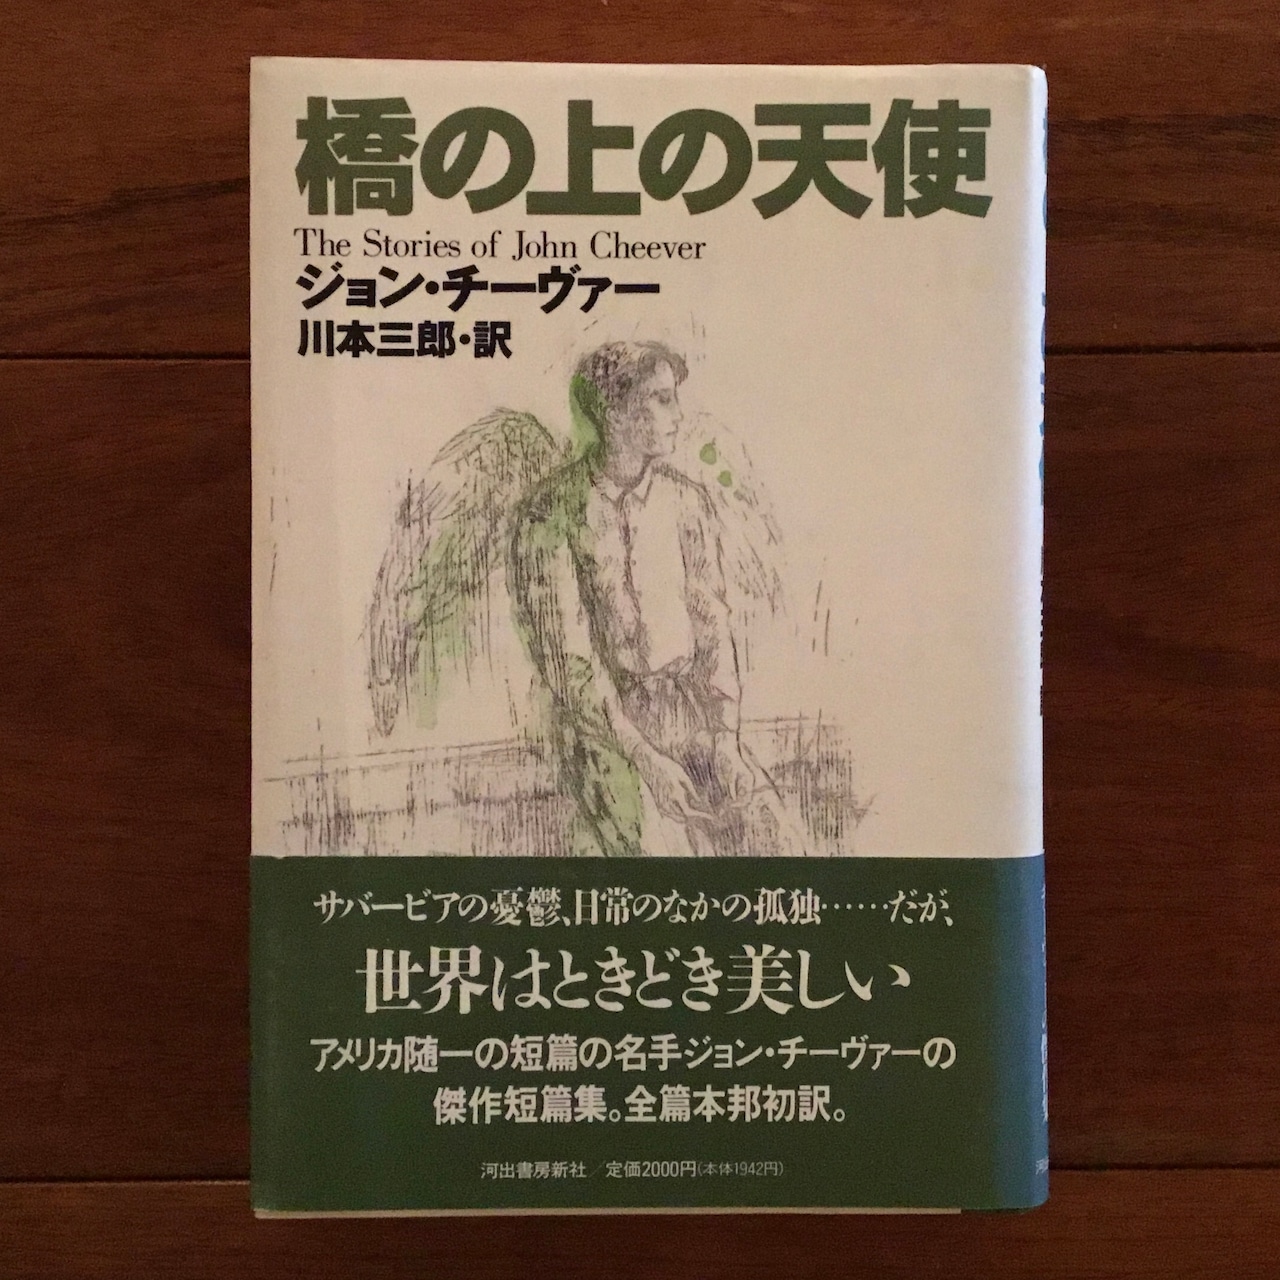 橋の上の天使
The Stories of John Cheever
ジョン・チーヴァー
川本三郎・訳
サバービアの憂鬱、日常のなかの孤独……だが、
世界はときどき美しい
アメリカ随一の短篇の名手ジョン・チーヴァーの
傑作短篇集。全篇本邦初訳。
河出書房新社/定価2000円(本体1942円)